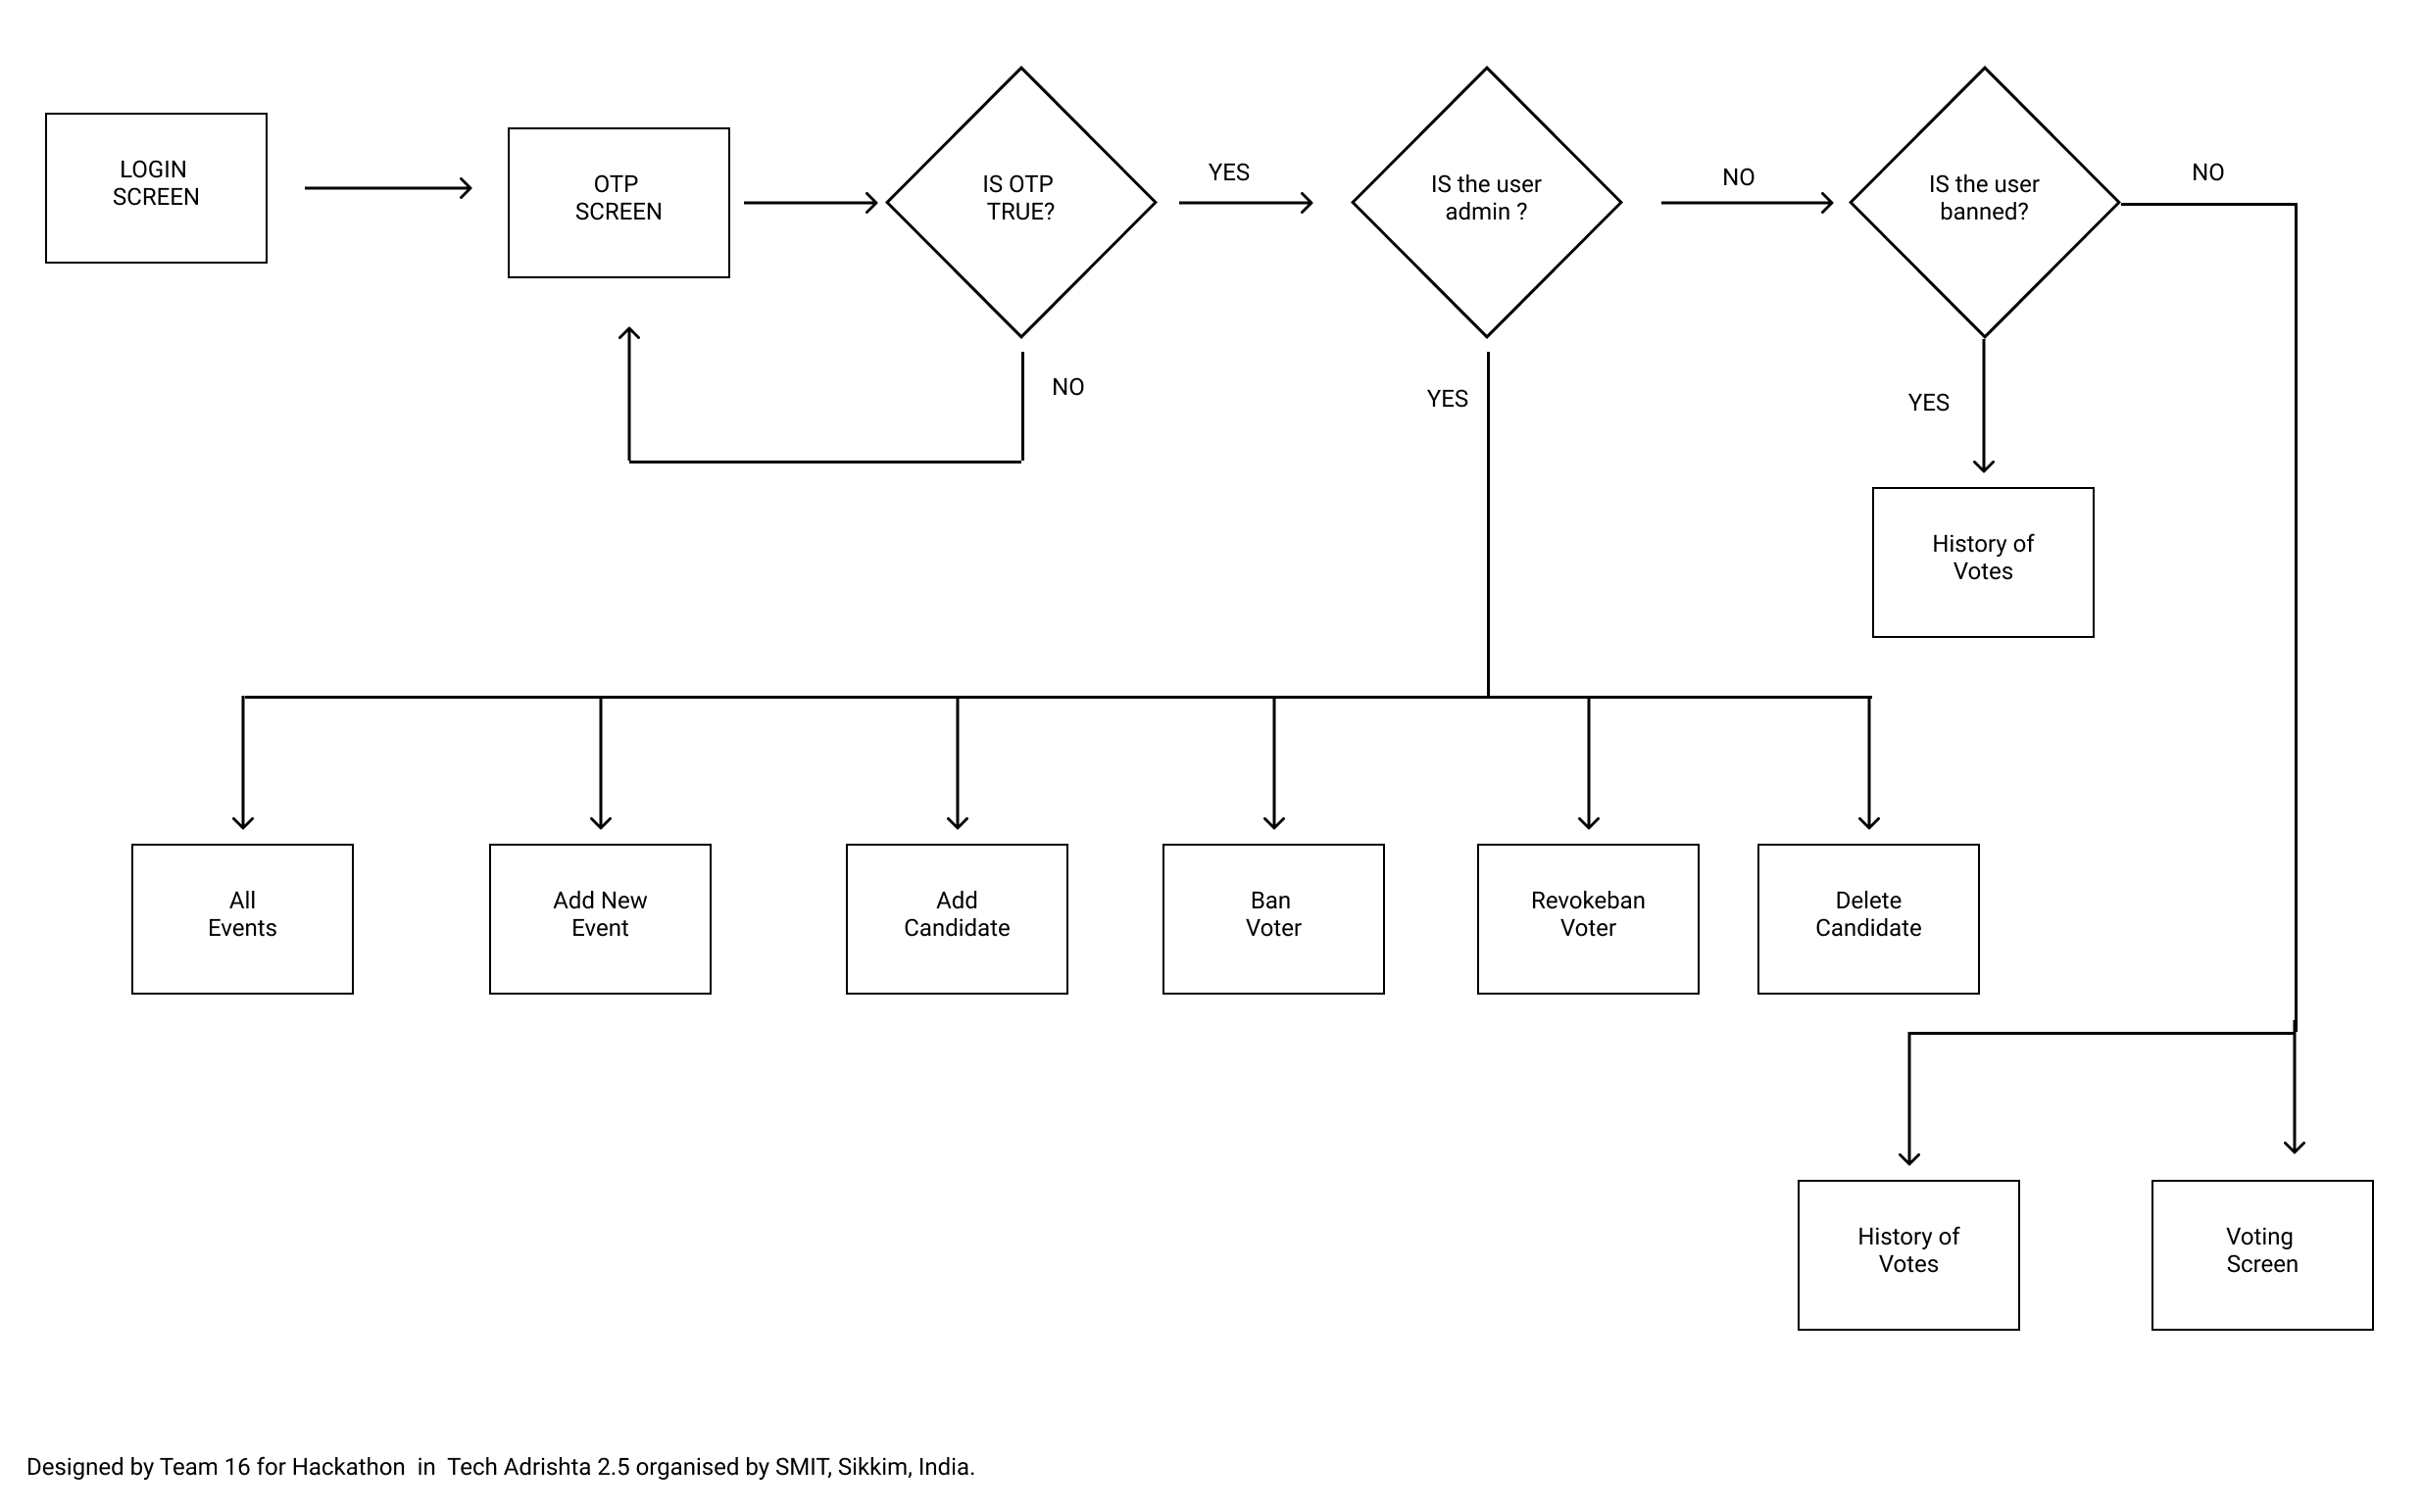 LOGIN
SCREEN
OTP
SCREEN
IS OTP
TRUE?
YES
IS the user
admin ?
NO
IS the user
banned?
NO
NO
YES
YES
History of
Votes
All
Events
Add New
Event
Add
Candidate
Ban
Voter
Revokeban
Voter
Delete
Candidate
History of
Votes
Voting
Screen
Designed by Team 16 for Hackathon  in  Tech Adrishta 2.5 organised by SMIT, Sikkim, India.